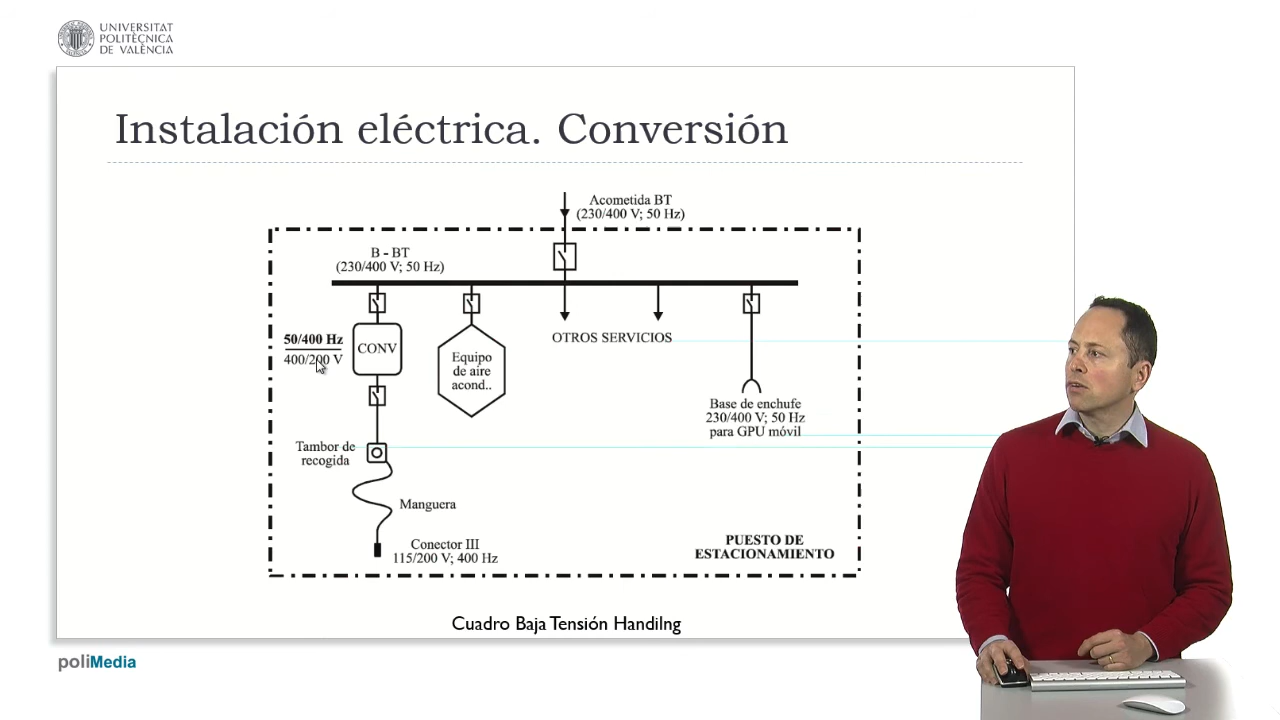 UNIVERSITAT
POLITÈCNICA
DE VALÈNCIA
Instalación eléctrica. Conversión
Acometida BT
(230/400 V; 50 Hz)
B - BT
(230/400 V; 50 Hz)
50/400 Hz
400/200 V
CONV
Equipo
de aire
acond..
OTROS SERVICIOS
Base de enchufe
230/400 V; 50 Hz
para GPU móvil
Tambor de
recogida
Manguera
Conector III
115/200 V; 400 Hz
PUESTO DE
ESTACIONAMIENTO
Cuadro Baja Tensión Handilng
poliMedia